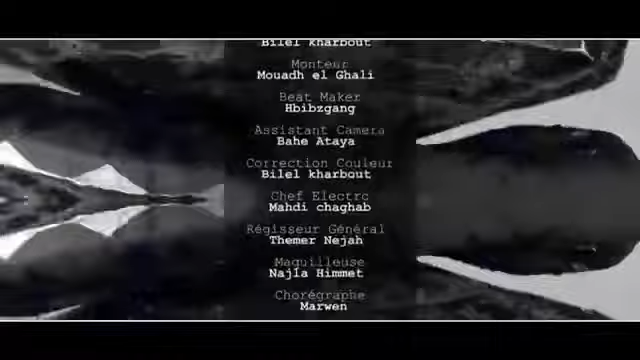 Bilel kharbout
Monteur
Mouadh el Ghali
Beat Maker
Hbibzgang
Assistant Camera
Bahe Ataya
Correction Couleur
Bilel kharbout
Chef Electro
Mahdi chaghab
Régisseur Général
Themer Nejah
Maquilleuse
Najla Himmet
Chorégraphe
Marwen